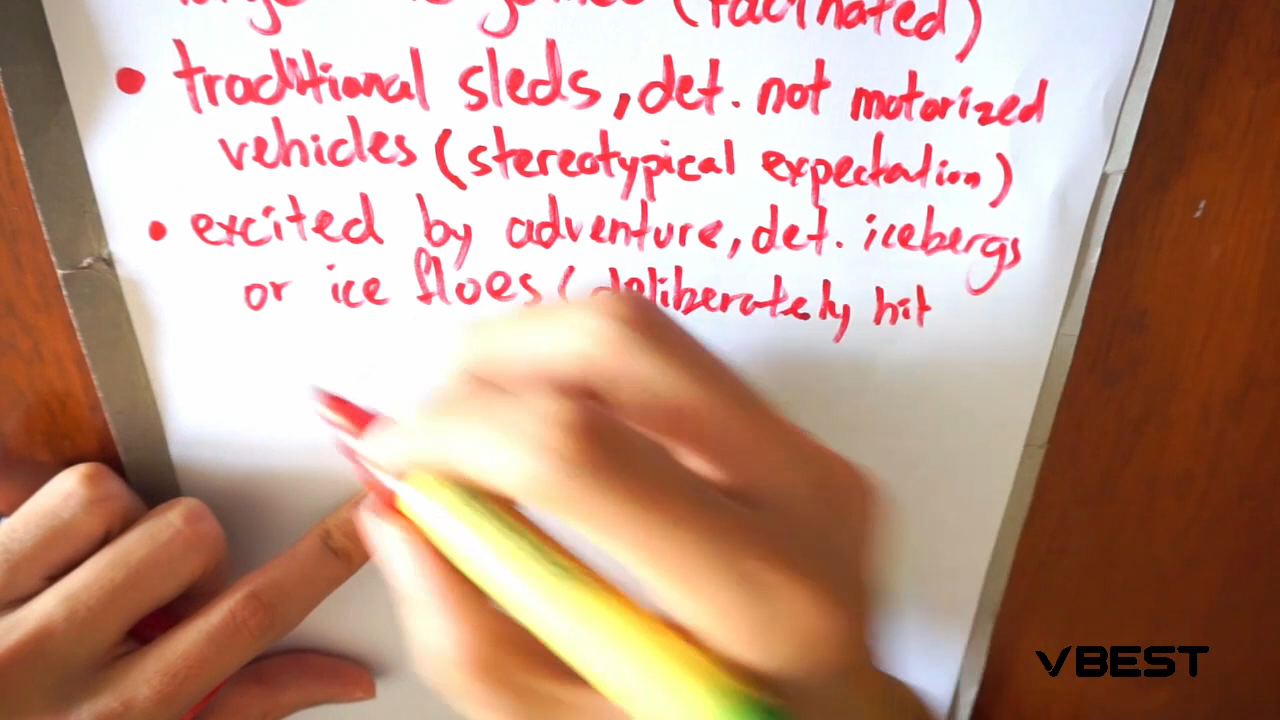 (facinated)
• traditional sleds, det. not motorized
vehicles (stereotypical expectation)
• excited by adventure, det. icebergs
or ice floes (deliberately hit
VBEST